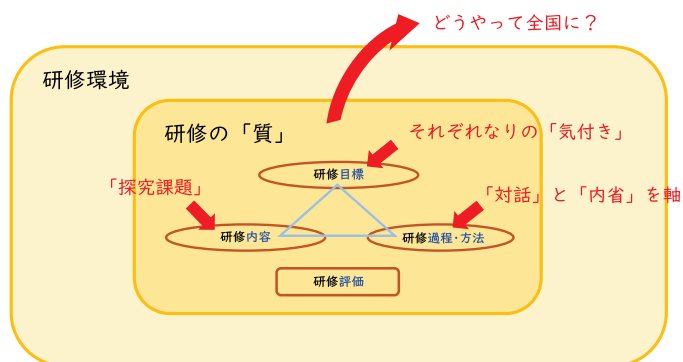 どうやって全国に？
研修環境
研修の「質」
それぞれなりの「気付き」
研修目標
「探究課題」
「対話」と「内省」を軸
研修内容
研修過程・方法
研修評価